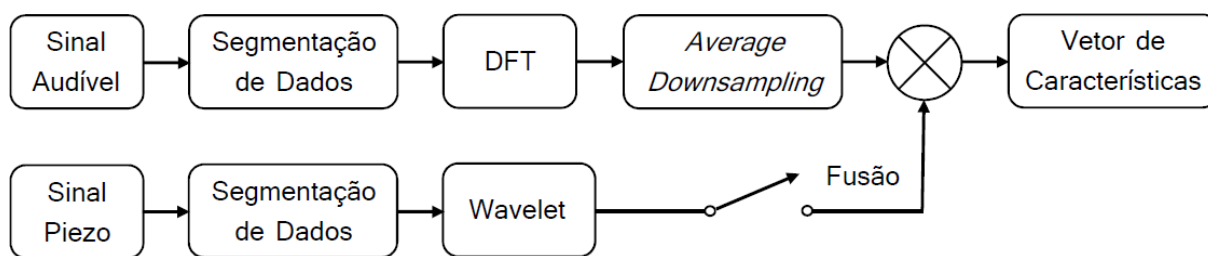 Sinal
Audível
Segmentação
de Dados
DFT
Average
Downsampling
Vetor de
Características
Sinal
Piezo
Segmentação
de Dados
Wavelet
Fusão